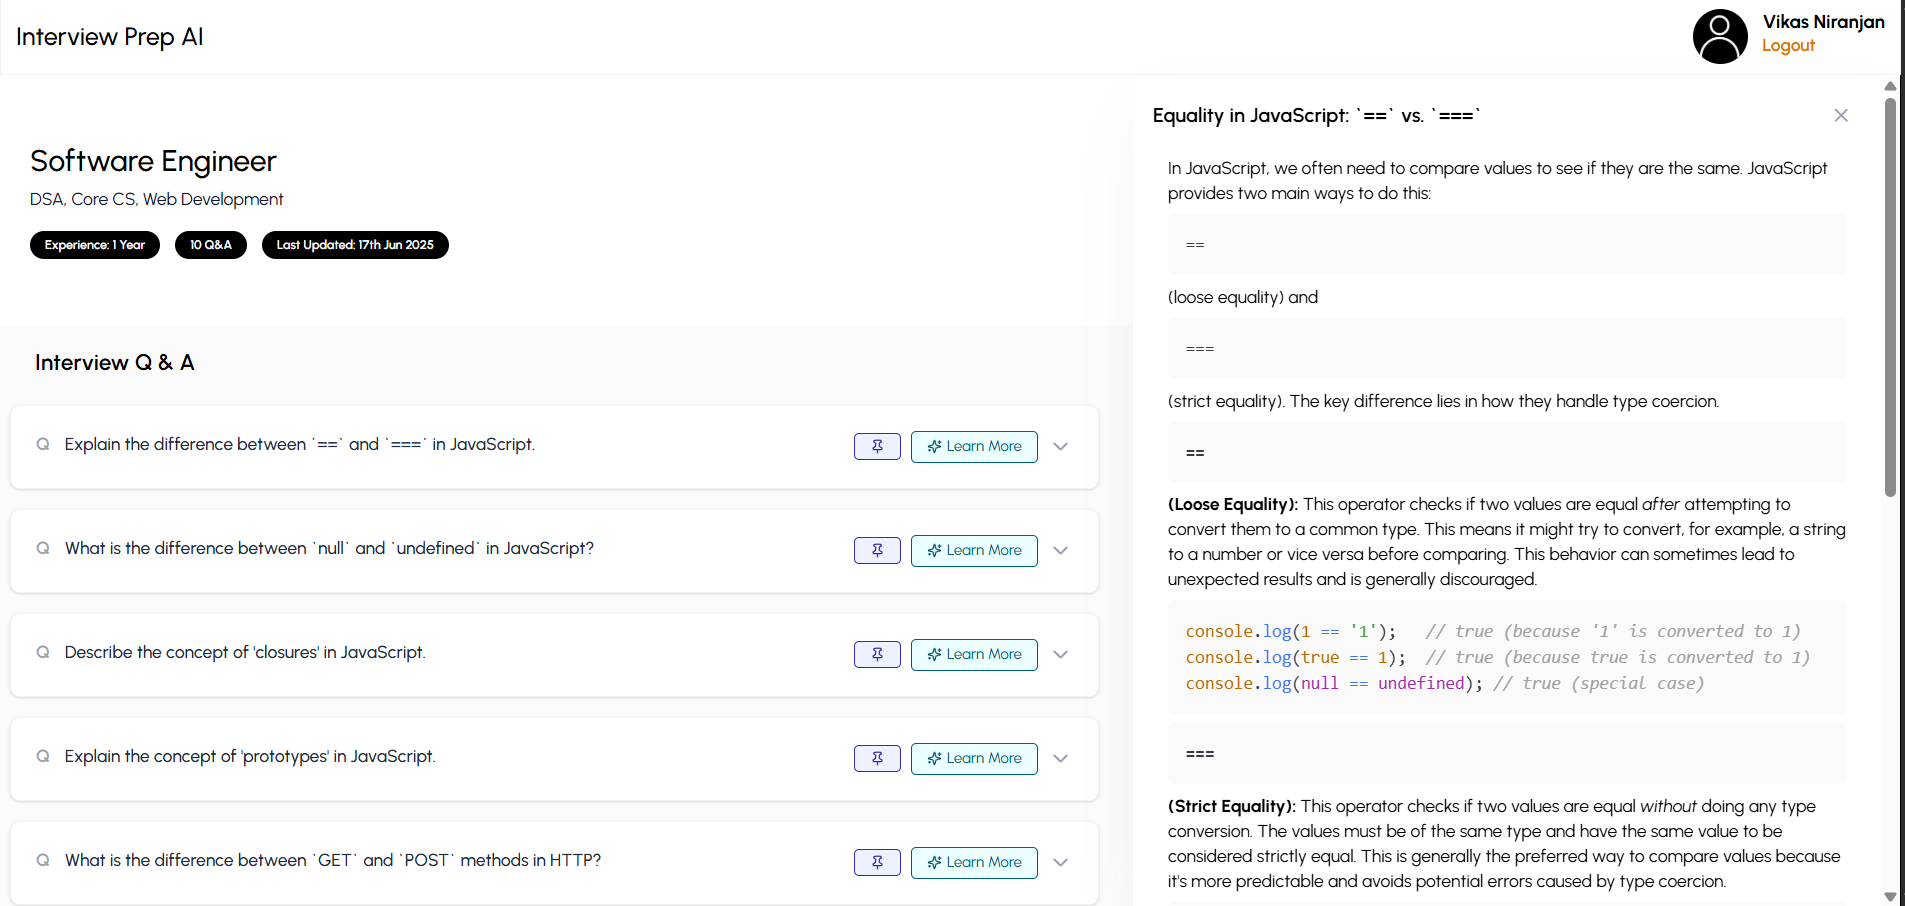 Interview Prep AI
Vikas Niranjan
Logout
Software Engineer
DSA, Core CS, Web Development
Experience: 1 Year
10 Q&A
Last Updated: 17th Jun 2025
Interview Q & A
Q Explain the difference between `==` and `===` in JavaScript.
Learn More
Q What is the difference between `null` and `undefined` in JavaScript?
Learn More
Q Describe the concept of 'closures' in JavaScript.
Learn More
Q Explain the concept of 'prototypes' in JavaScript.
Learn More
Q What is the difference between `GET` and `POST` methods in HTTP?
Learn More
Equality in JavaScript: `==` vs. `===`
In JavaScript, we often need to compare values to see if they are the same. JavaScript
provides two main ways to do this:
==
(loose equality) and
===
(strict equality). The key difference lies in how they handle type coercion.
==
(Loose Equality): This operator checks if two values are equal after attempting to
convert them to a common type. This means it might try to convert, for example, a string
to a number or vice versa before comparing. This behavior can sometimes lead to
unexpected results and is generally discouraged.
console.log(1 == '1');   // true (because '1' is converted to 1)
console.log(true == 1);  // true (because true is converted to 1)
console.log(null == undefined); // true (special case)
===
(Strict Equality): This operator checks if two values are equal without doing any type
conversion. The values must be of the same type and have the same value to be
considered strictly equal. This is generally the preferred way to compare values because
it's more predictable and avoids potential errors caused by type coercion.